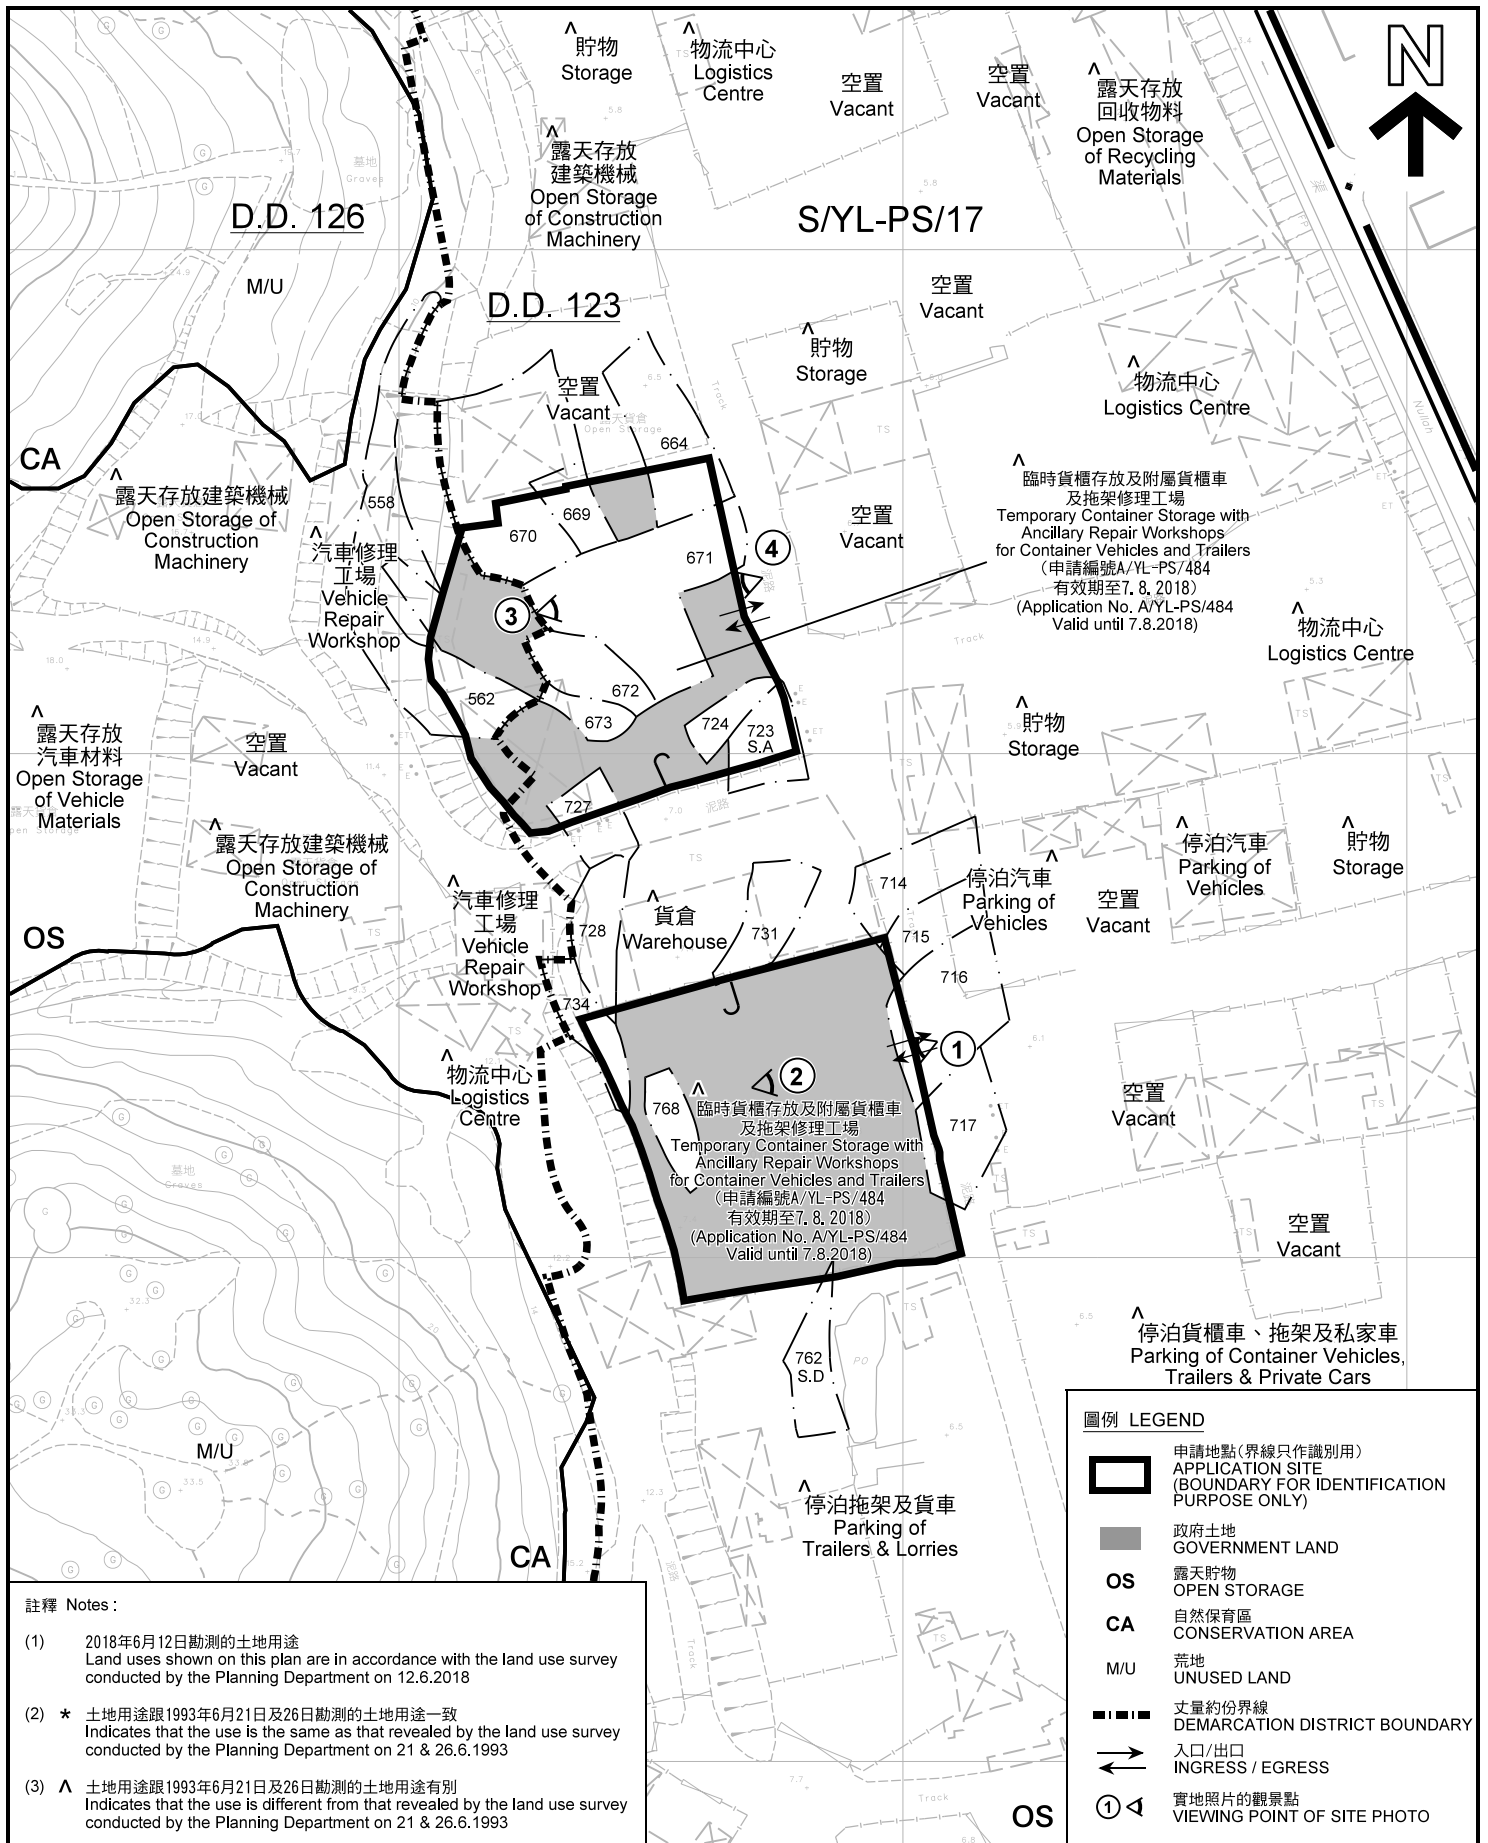 ^
貯物
Storage
^
物流中心
Logistics
Centre
空置
Vacant
空置
Vacant
^
露天存放
回收物料
Open Storage
of Recycling
Materials
N
^
露天存放
建築機械
Open Storage
of Construction
Machinery
墓地
Graves
D.D. 126
S/YL-PS/17
M/U
D.D. 123
空置
Vacant
^
貯物
Storage
^
物流中心
Logistics Centre
空置
Vacant
Open Storage
Track
Nullah
CA
664
^
露天存放建築機械
Open Storage of
Construction
Machinery
558
^
汽車修理
工場
Vehicle
Repair
Workshop
670
669
671
4
3
空置
Vacant
^
臨時貨櫃存放及附屬貨櫃車
及拖架修理工場
Temporary Container Storage with
Ancillary Repair Workshops
for Container Vehicles and Trailers
(申請編號A/YL-PS/484
有效期至7.8.2018)
(Application No. A/YL-PS/484
Valid until 7.8.2018)
^
物流中心
Logistics Centre
Track
562
672
673
724
723
S.A
727
^
露天存放
汽車材料
Open Storage
of Vehicle
Materials
空置
Vacant
^
貯物
Storage
^
露天存放建築機械
Open Storage of
Construction
Machinery
泥路
^
停泊汽車
Parking of
Vehicles
^
停泊汽車
Parking of
Vehicles
^
貯物
Storage
空置
Vacant
OS
^
汽車修理
工場
Vehicle
Repair
Workshop
728
^
貨倉
Warehouse
731
714
715
716
734
1
^
物流中心
Logistics
Centre
2
768
^
臨時貨櫃存放及附屬貨櫃車
及拖架修理工場
Temporary Container Storage with
Ancillary Repair Workshops
for Container Vehicles and Trailers
(申請編號A/YL-PS/484
有效期至7.8.2018)
(Application No. A/YL-PS/484
Valid until 7.8.2018)
717
空置
Vacant
墓地
Graves
空置
Vacant
762
S.D
PO
^
停泊貨櫃車、拖架及私家車
Parking of Container Vehicles,
Trailers & Private Cars
M/U
^
停泊拖架及貨車
Parking of
Trailers & Lorries
CA
Track
Track
OS
圖例 LEGEND
申請地點(界線只作識別用)
APPLICATION SITE
(BOUNDARY FOR IDENTIFICATION
PURPOSE ONLY)
政府土地
GOVERNMENT LAND
OS 露天貯物
OPEN STORAGE
CA 自然保育區
CONSERVATION AREA
M/U 荒地
UNUSED LAND
丈量約份界線
DEMARCATION DISTRICT BOUNDARY
入口/出口
INGRESS / EGRESS
1 實地照片的觀景點
VIEWING POINT OF SITE PHOTO
註釋 Notes :
(1) 2018年6月12日勘測的土地用途
Land uses shown on this plan are in accordance with the land use survey
conducted by the Planning Department on 12.6.2018
(2) * 土地用途跟1993年6月21日及26日勘測的土地用途一致
Indicates that the use is the same as that revealed by the land use survey
conducted by the Planning Department on 21 & 26.6.1993
(3) ^ 土地用途跟1993年6月21日及26日勘測的土地用途有別
Indicates that the use is different from that revealed by the land use survey
conducted by the Planning Department on 21 & 26.6.1993